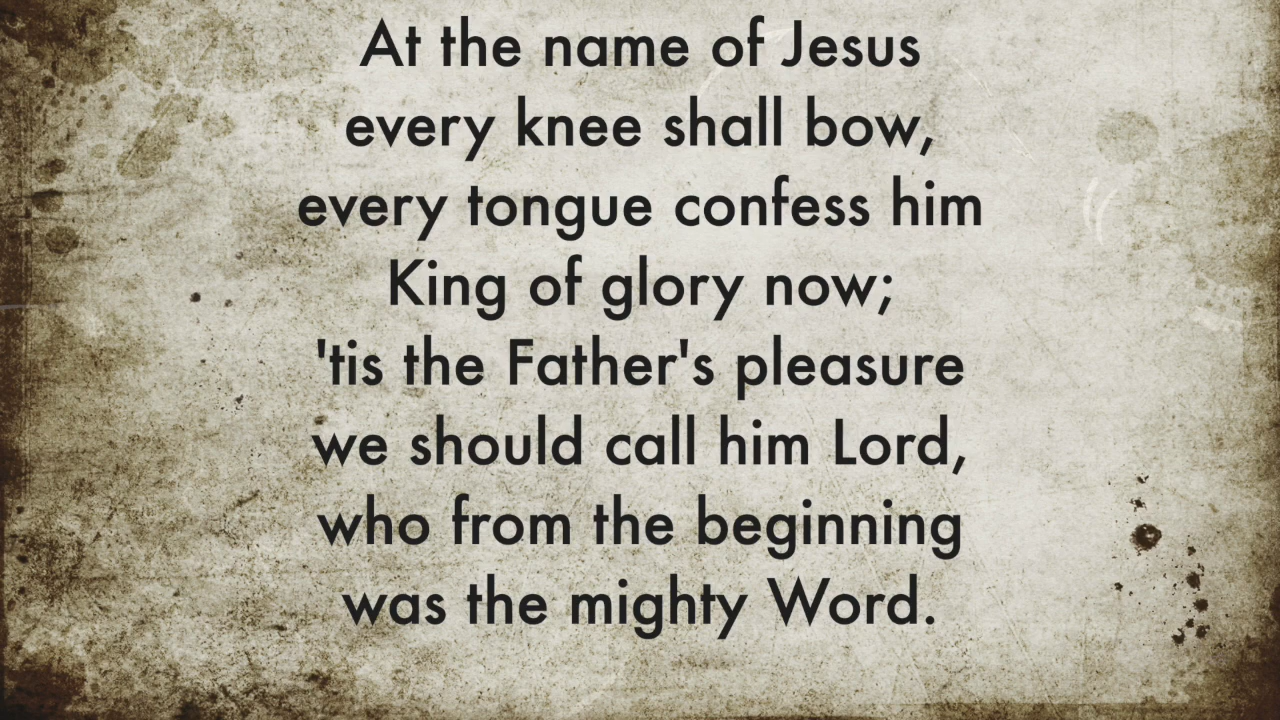 At the name of Jesus
every knee shall bow,
every tongue confess him
King of glory now;
'tis the Father's pleasure
we should call him Lord,
who from the beginning
was the mighty Word.